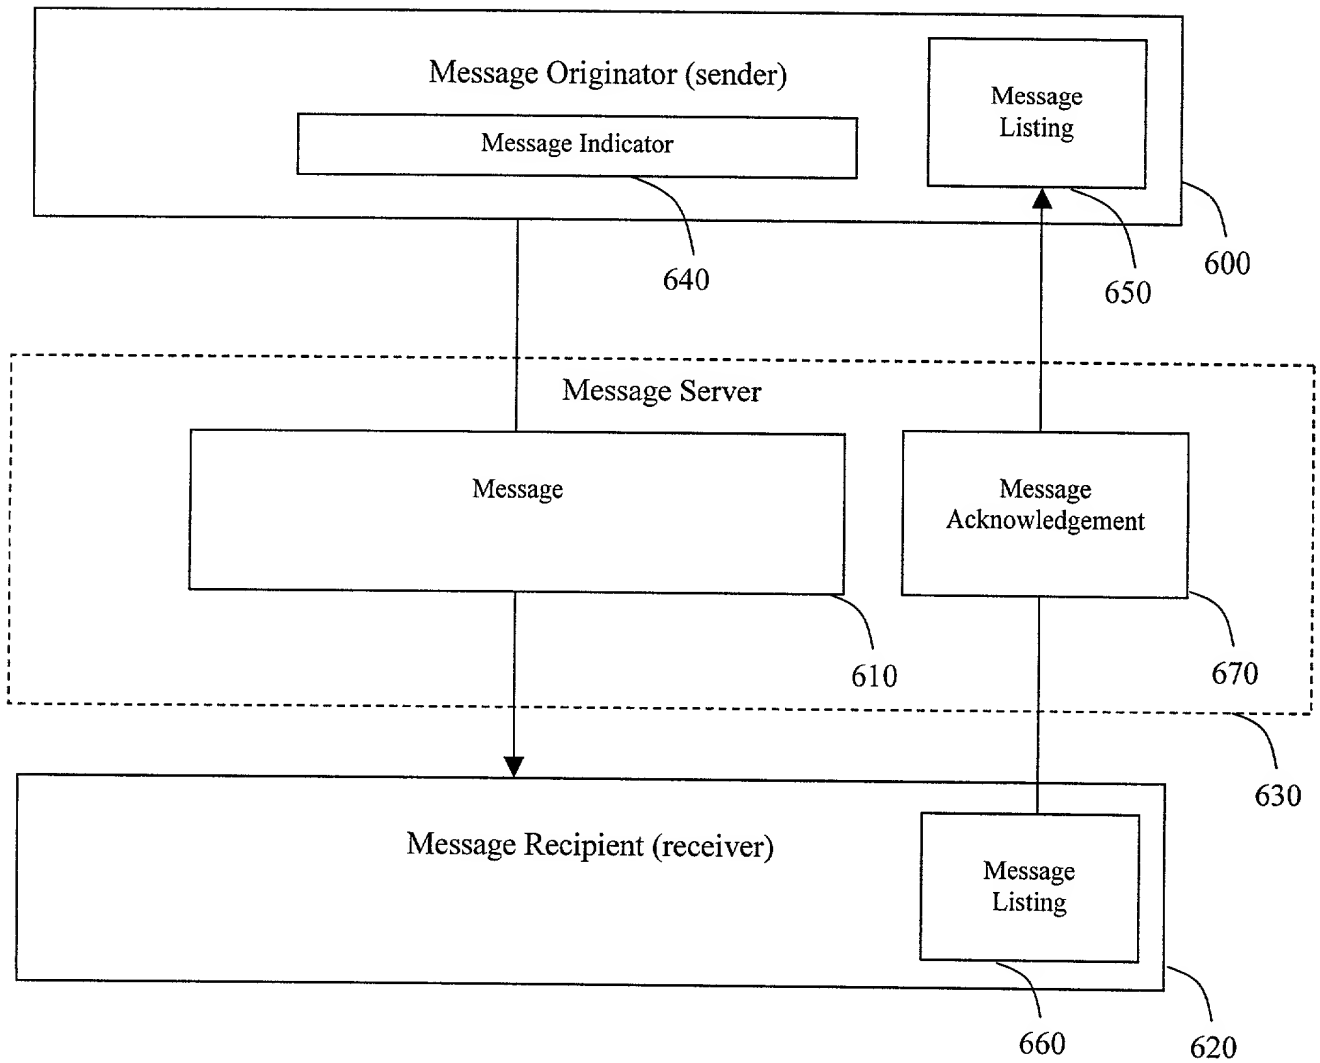 Message Originator (sender)
Message
Listing
Message Indicator
600
640
650
Message Server
Message
Message
Acknowledgement
610
670
630
Message Recipient (receiver)
Message
Listing
660
620